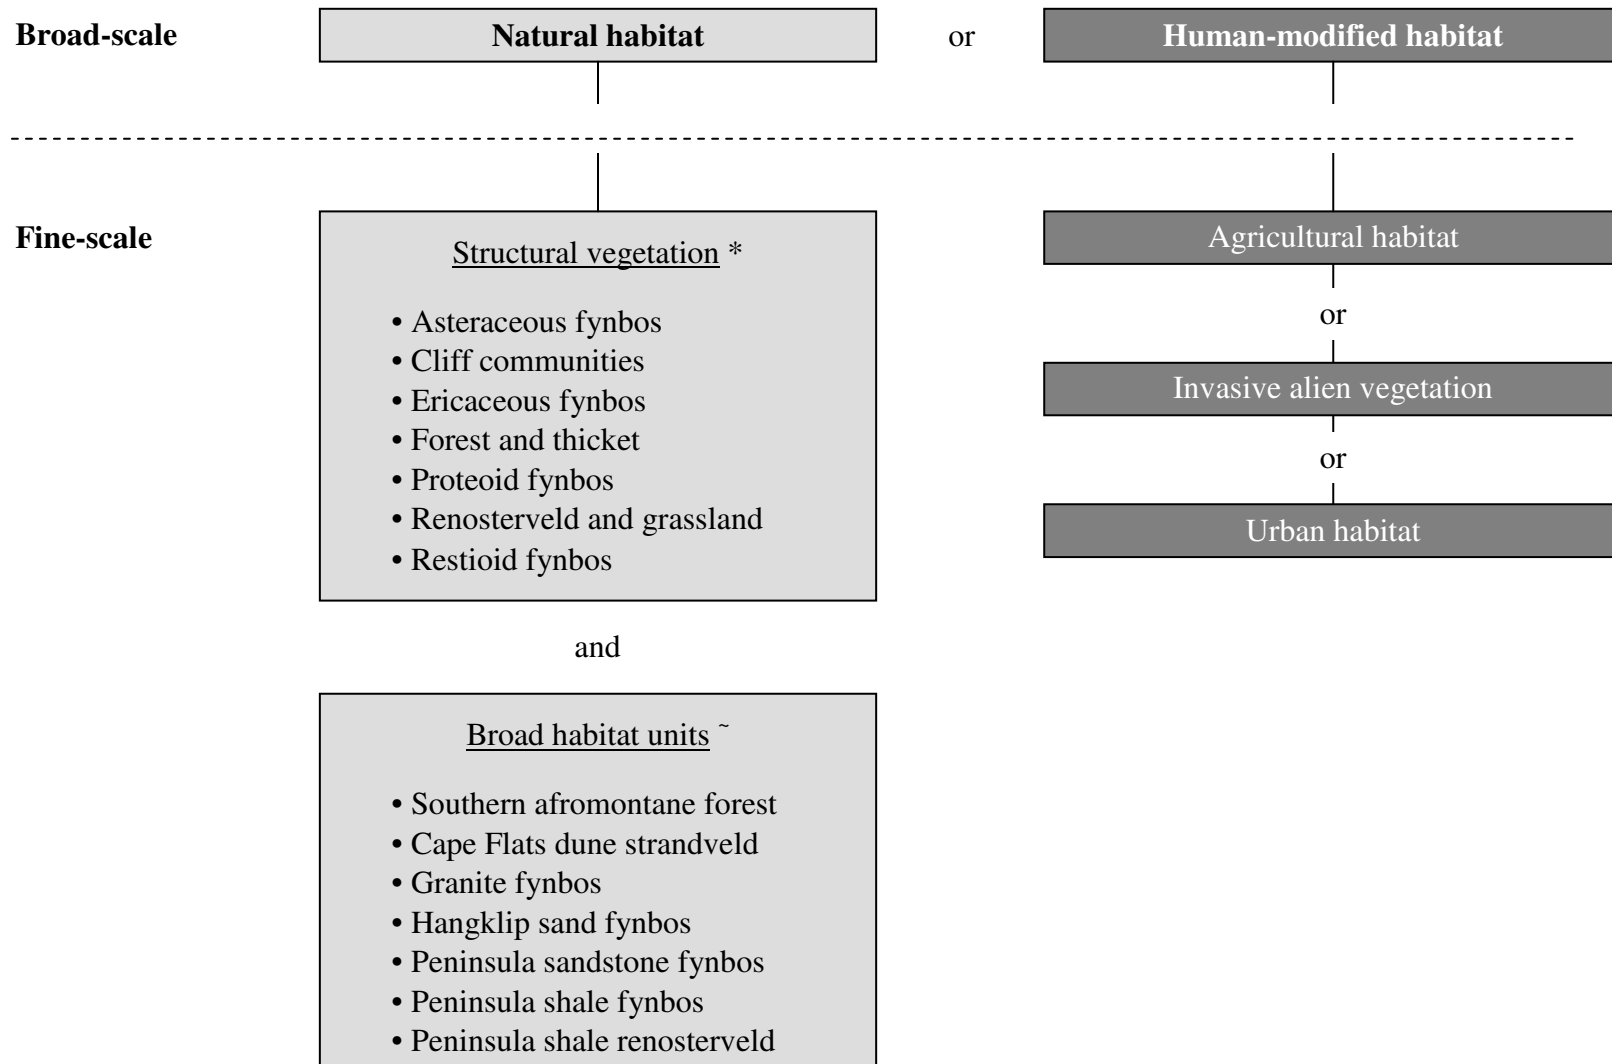 Broad-scale
Natural habitat
or
Human-modified habitat
Fine-scale
Structural vegetation *
• Asteraceous fynbos
• Cliff communities
• Ericaceous fynbos
• Forest and thicket
• Proteoid fynbos
• Renosterveld and grassland
• Restioid fynbos
and
Broad habitat units ~
• Southern afromontane forest
• Cape Flats dune strandveld
• Granite fynbos
• Hangklip sand fynbos
• Peninsula sandstone fynbos
• Peninsula shale fynbos
• Peninsula shale renosterveld
Agricultural habitat
or
Invasive alien vegetation
or
Urban habitat